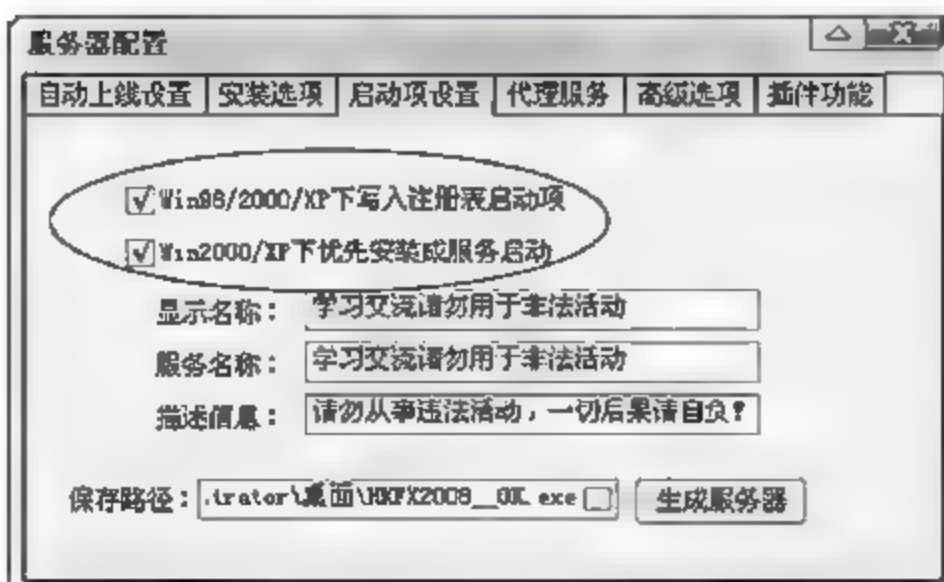 服务器配置
自动上线设置 安装选项 启动项设置 代理服务 高级选项 插件功能
Win98/2000/XP下写入注册表启动项
Win2000/XP下优先安装成服务启动
显示名称： 学习交流请勿用于非法活动
服务名称： 学习交流请勿用于非法活动
描述信息： 请勿从事违法活动，一切后果请自负！
保存路径： .trator\桌面\HKFX2008__OK.exe 生成服务器